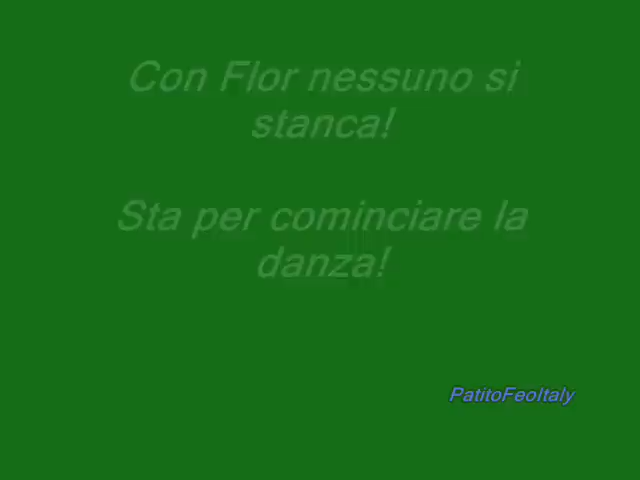 Con Flor nessuno si
stanca!
Sta per cominciare la
danza!
PatitoFeoItaly